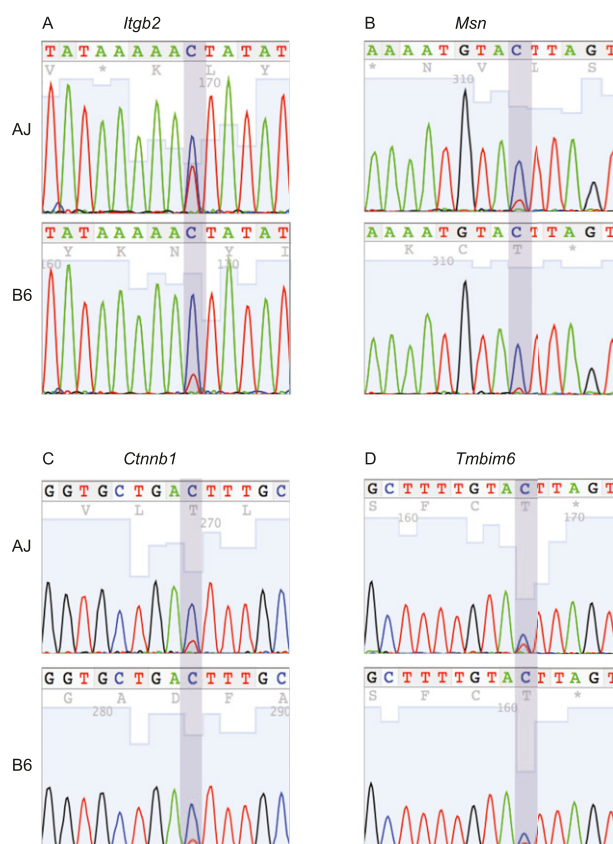 A Itgb2
TATAAAAACTATAT
V * K L Y
170
AJ
TATAAAAACTATAT
Y K N Y I
160
B6
B Msn
AAAATGTACTTAGT
* N V L S
310
AAAATGTACTTAGT
K C T *
310
C Ctnnb1
GGTGCTGACTTTGC
V L T L
270
AJ
GGTGCTGACTTTGC
G A D F A
280 290
B6
D Tmbim6
GCTTTTGTACTTAGT
S F C T *
160 170
GCTTTTGTACTTAGT
S F C T *
160